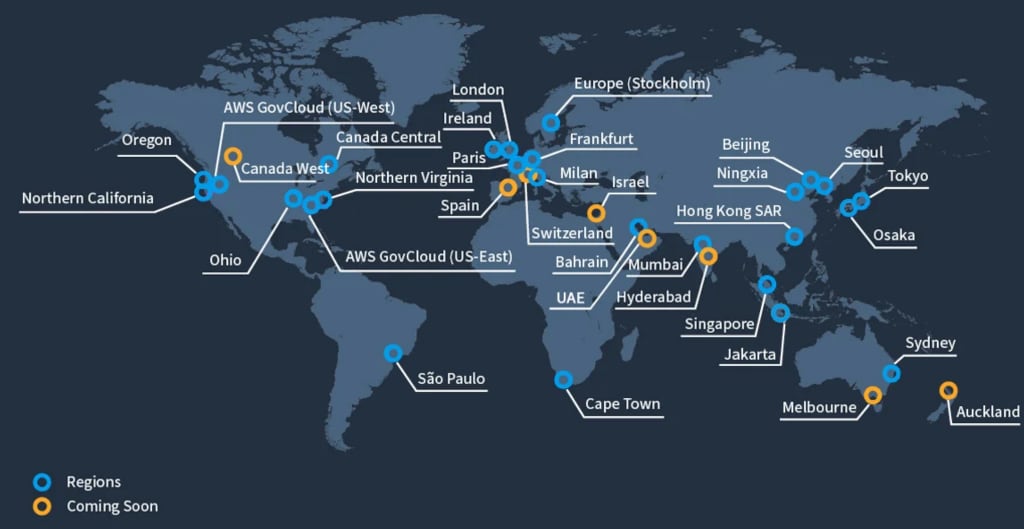 Europe (Stockholm)
London
AWS GovCloud (US-West)
Ireland
Oregon
Canada Central
Frankfurt
Beijing
Seoul
Paris
Canada West
Northern Virginia
Milan
Israel
Ningxia
Tokyo
Northern California
Spain
Hong Kong SAR
Switzerland
Osaka
Ohio
AWS GovCloud (US-East)
Bahrain
Mumbai
UAE
Hyderabad
Singapore
Jakarta
Sydney
São Paulo
Cape Town
Melbourne
Auckland
Regions
Coming Soon